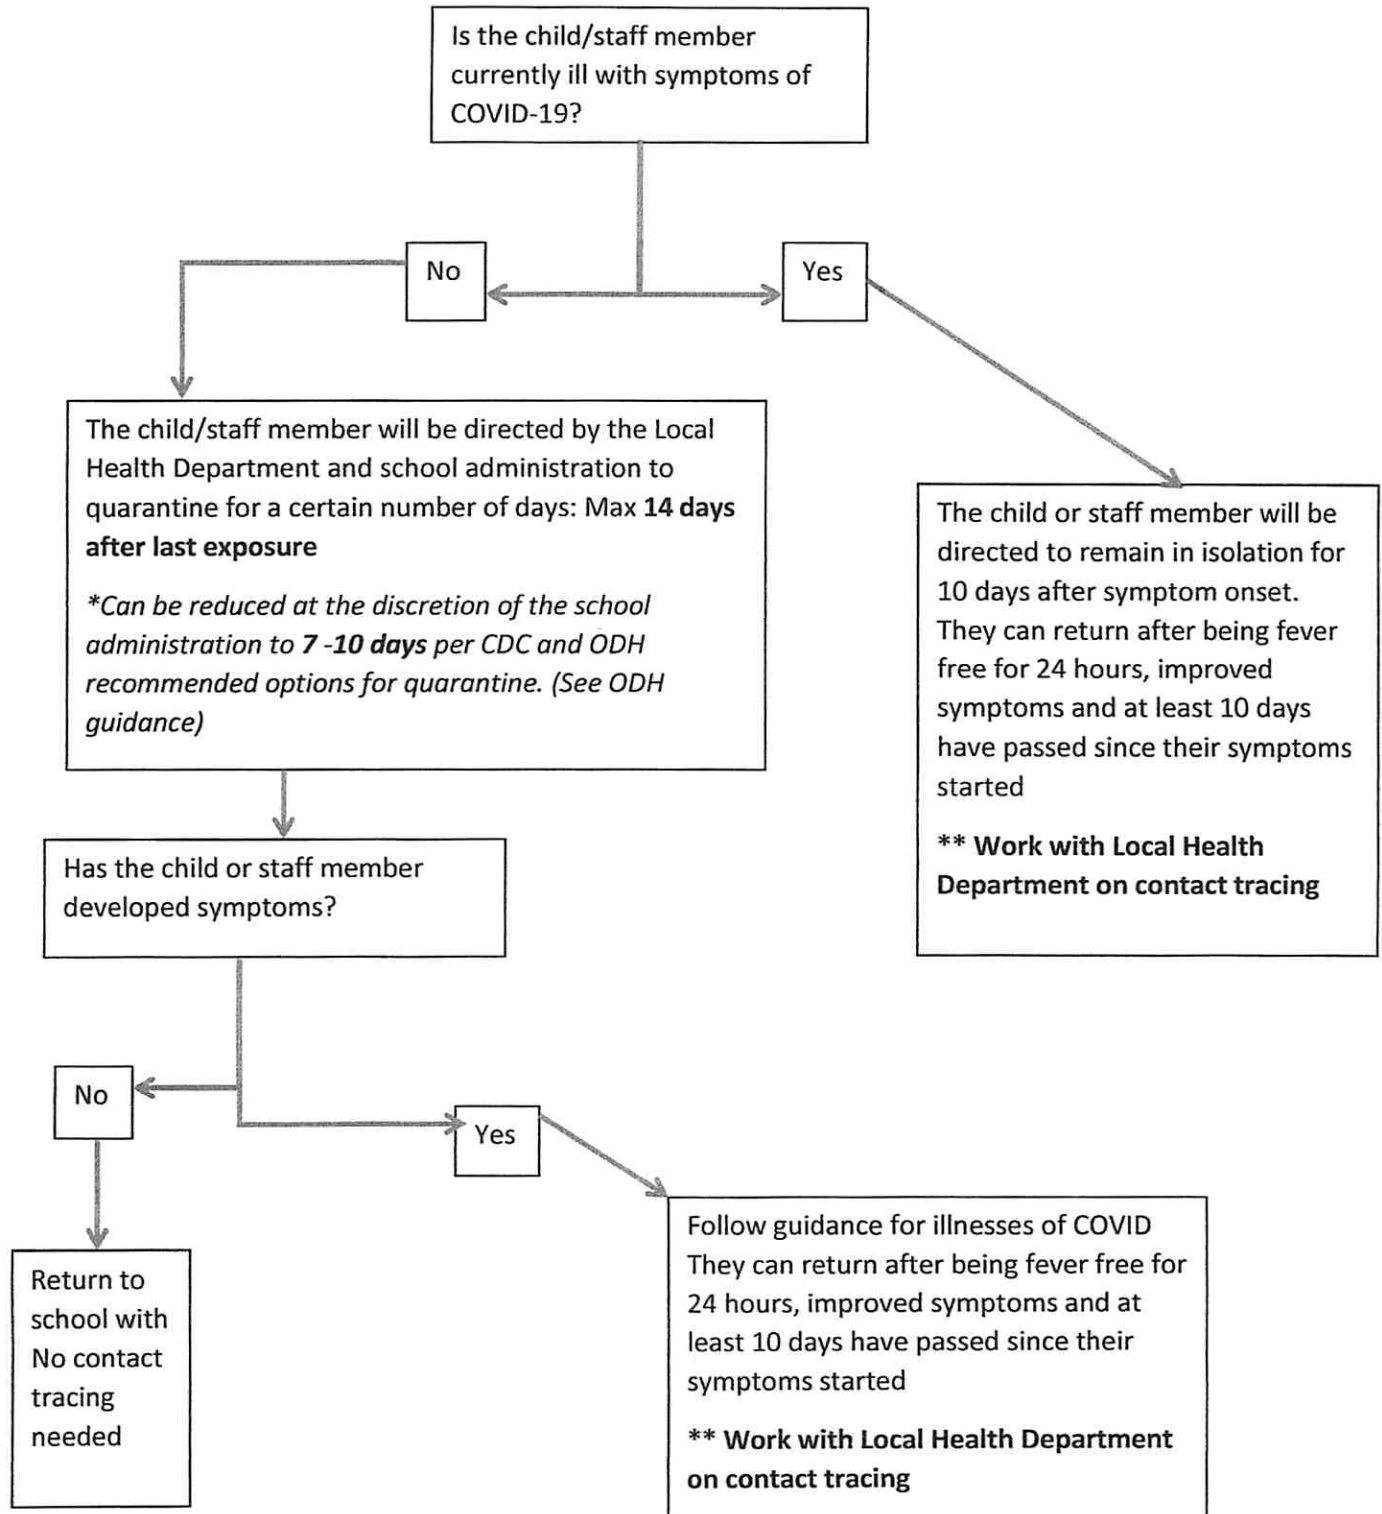 Is the child/staff member
currently ill with symptoms of
COVID-19?
No
Yes
The child/staff member will be directed by the Local
Health Department and school administration to
quarantine for a certain number of days: Max 14 days
after last exposure
*Can be reduced at the discretion of the school
administration to 7 -10 days per CDC and ODH
recommended options for quarantine. (See ODH
guidance)
The child or staff member will be
directed to remain in isolation for
10 days after symptom onset.
They can return after being fever
free for 24 hours, improved
symptoms and at least 10 days
have passed since their symptoms
started
** Work with Local Health
Department on contact tracing
Has the child or staff member
developed symptoms?
No
Yes
Return to
school with
No contact
tracing
needed
Follow guidance for illnesses of COVID
They can return after being fever free for
24 hours, improved symptoms and at
least 10 days have passed since their
symptoms started
** Work with Local Health Department
on contact tracing